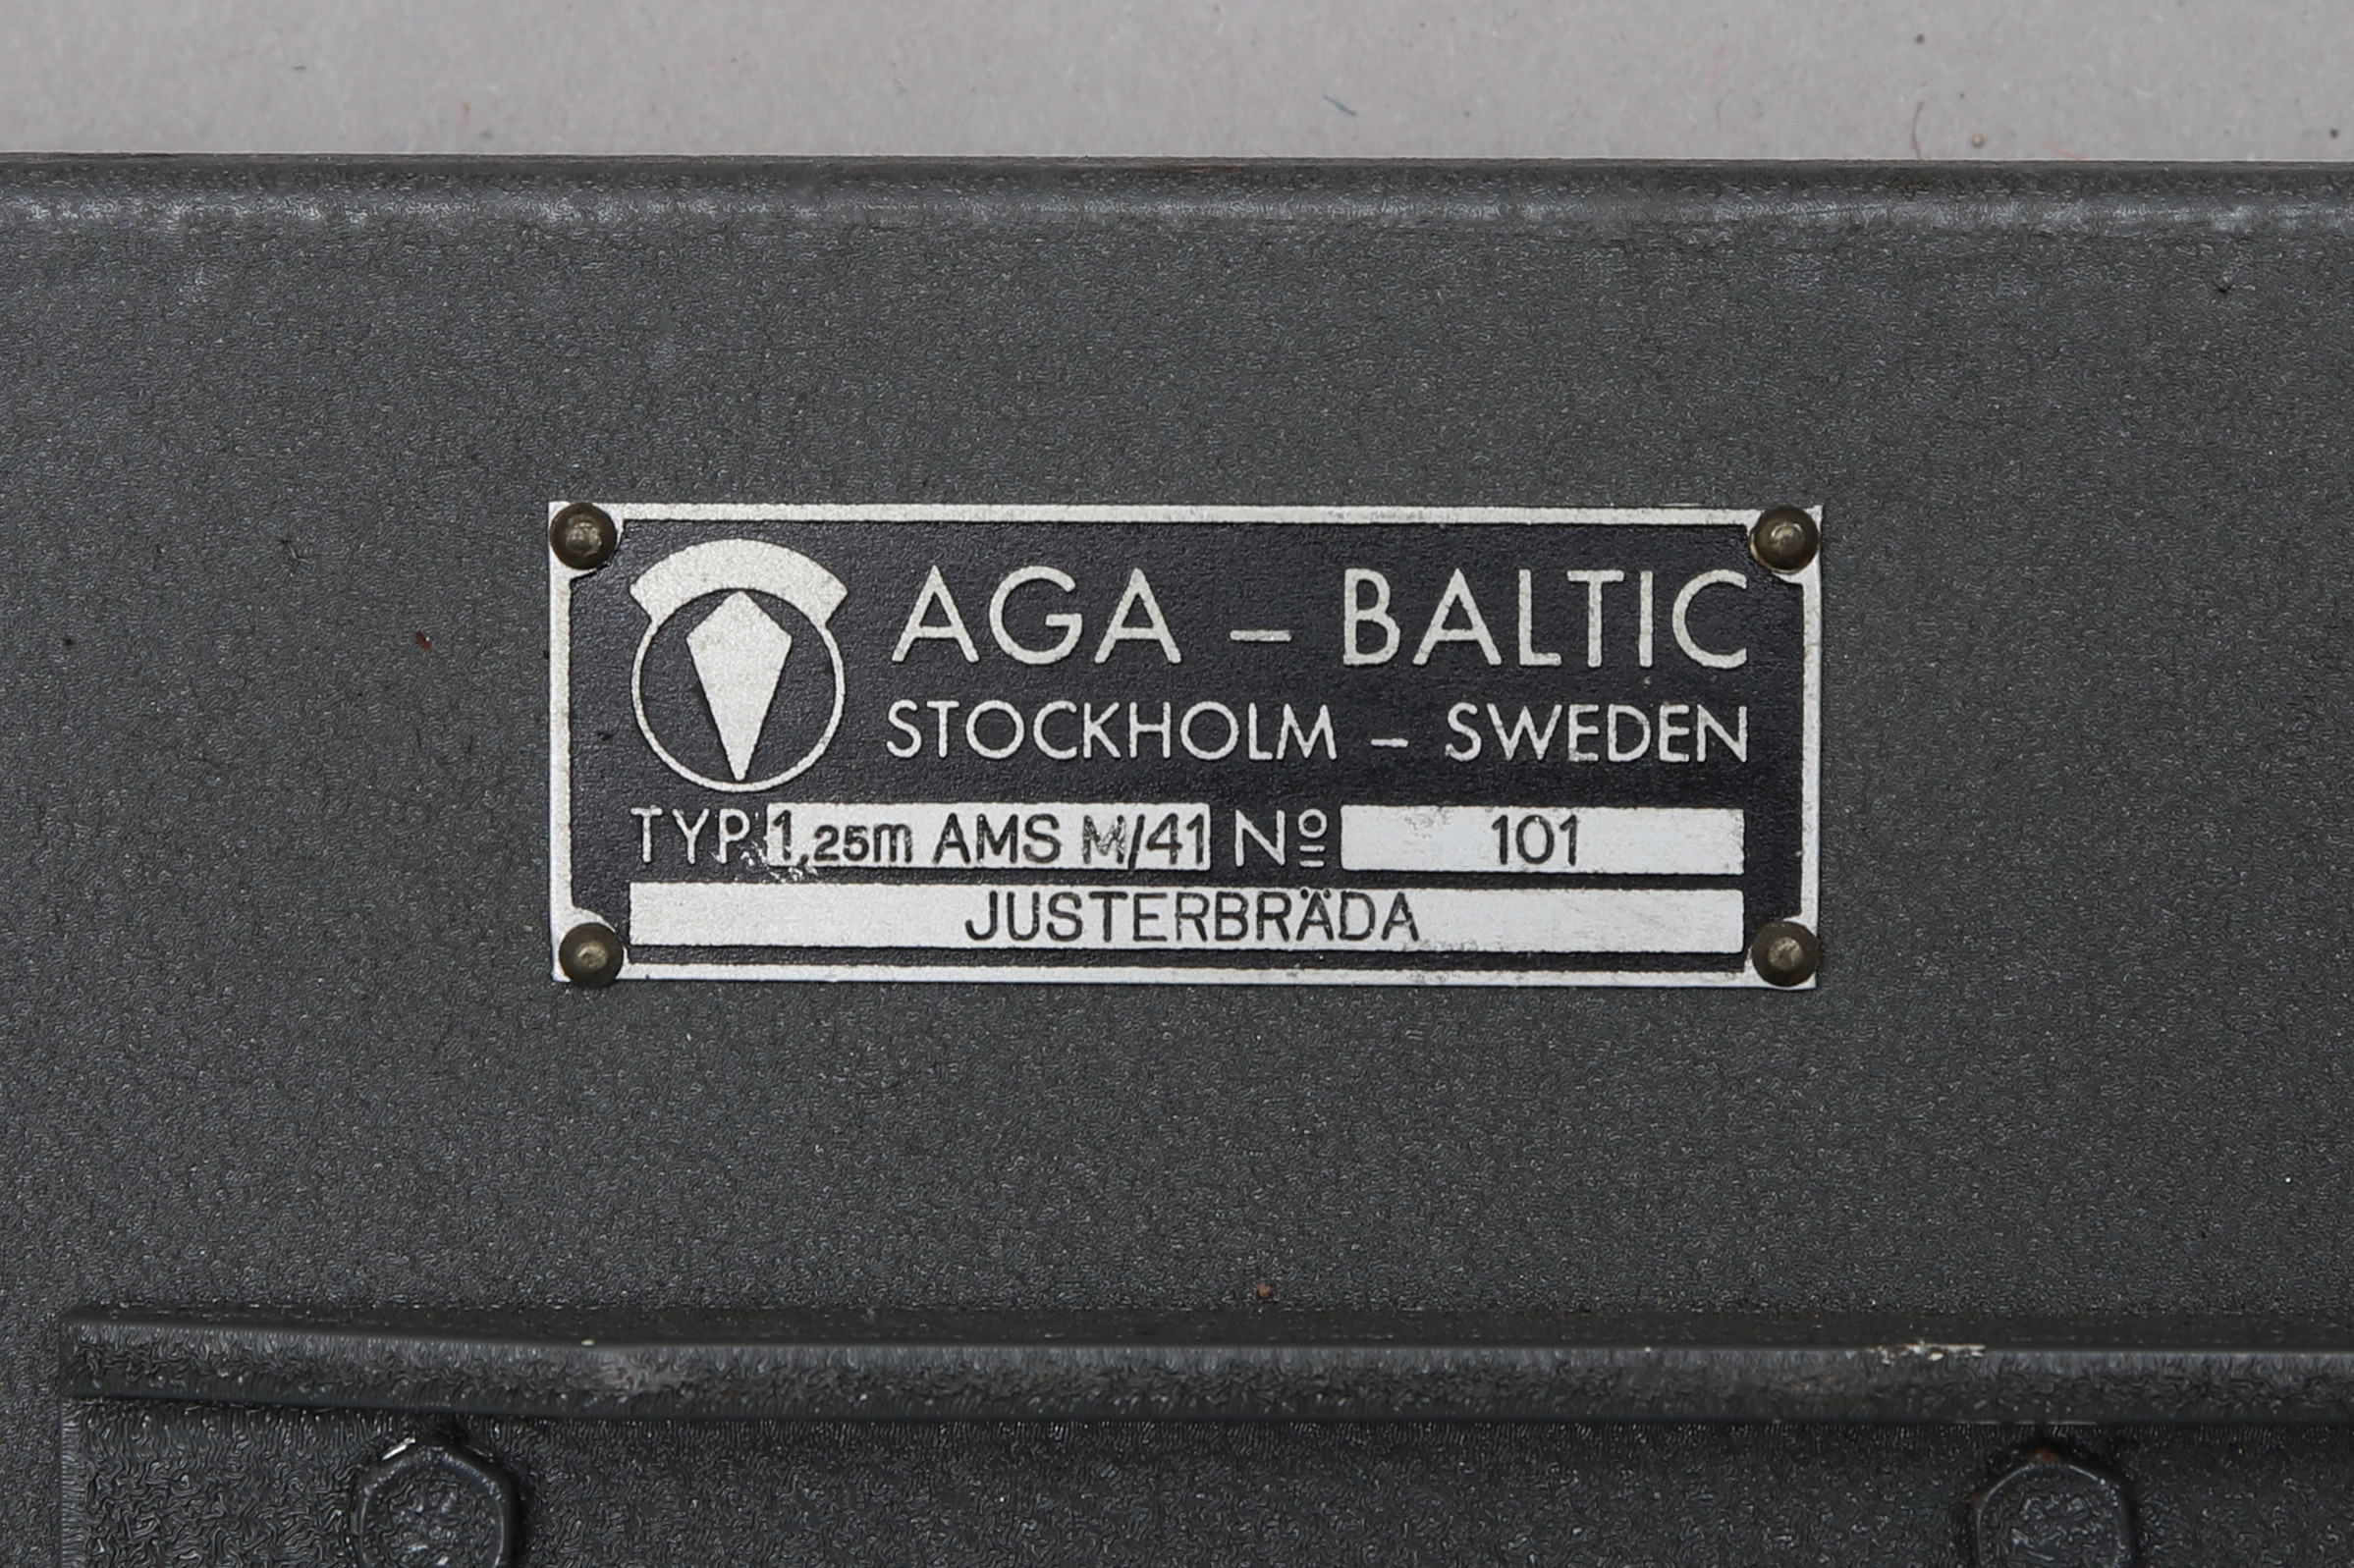 AGA – BALTIC
STOCKHOLM – SWEDEN
TYP 1,25m AMS M/41 Nº 101
JUSTERBRÄDA